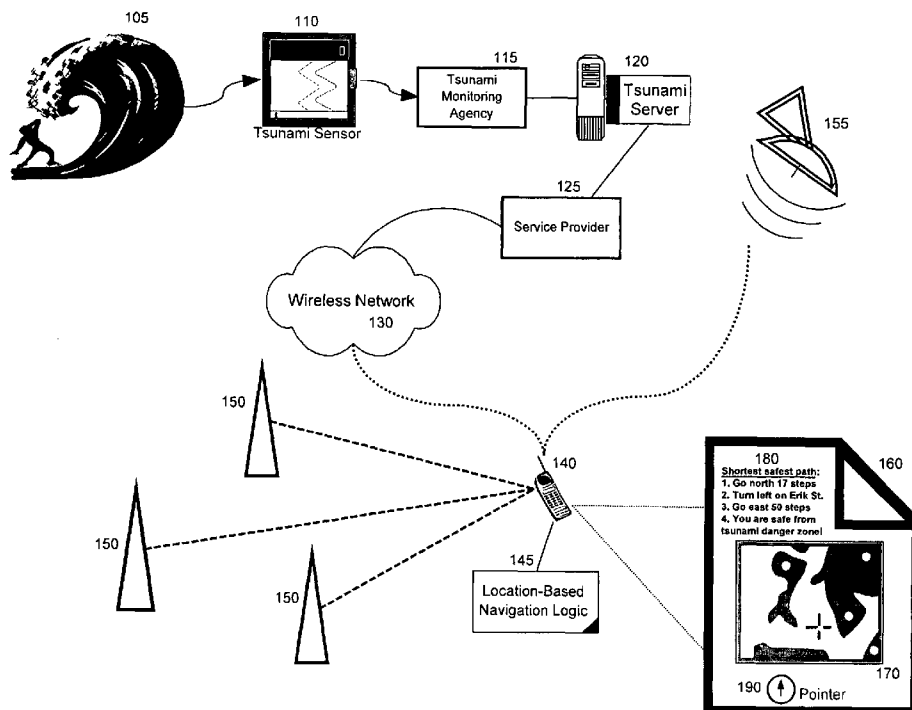 105
110
Tsunami Sensor
115
Tsunami
Monitoring
Agency
120
Tsunami
Server
155
125
Service Provider
Wireless Network
130
150
150
150
140
145
Location-Based
Navigation Logic
180
160
Shortest safest path:
1. Go north 17 steps
2. Turn left on Erik St.
3. Go east 50 steps
4. You are safe from
tsunami danger zone!
170
190
Pointer